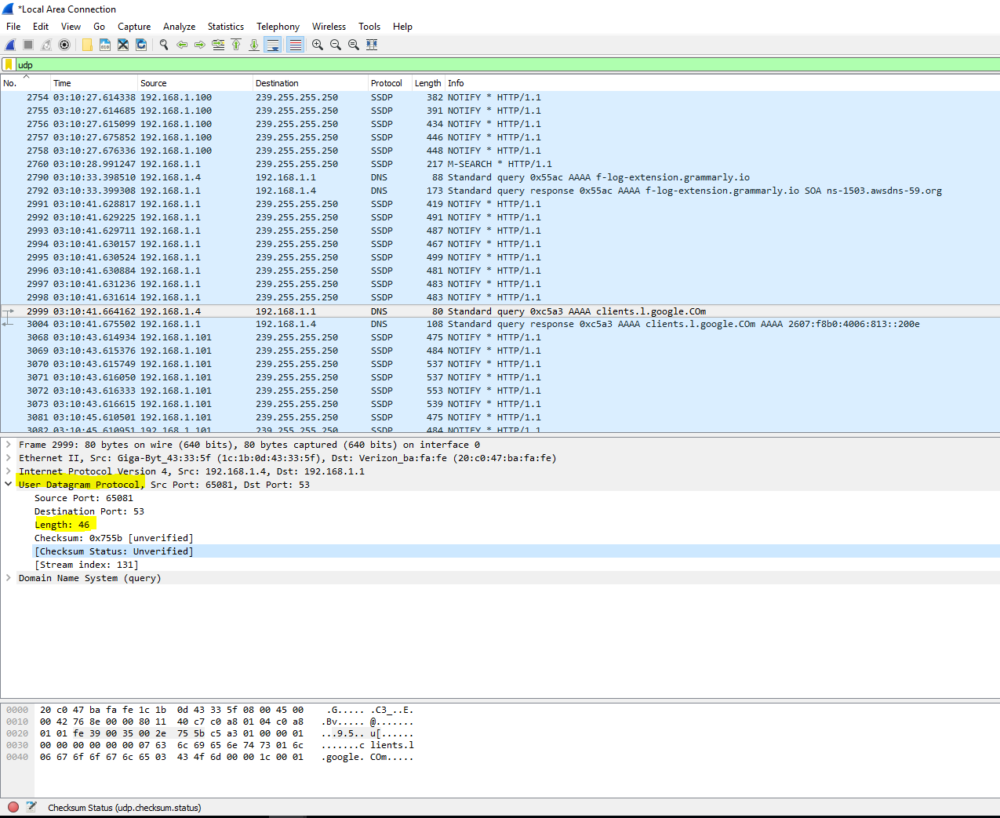 *Local Area Connection
File Edit View Go Capture Analyze Statistics Telephony Wireless Tools Help
udp
No. Time Source Destination Protocol Length Info
2754 03:10:27.614338 192.168.1.100 239.255.255.250 SSDP 382 NOTIFY * HTTP/1.1
2755 03:10:27.614685 192.168.1.100 239.255.255.250 SSDP 391 NOTIFY * HTTP/1.1
2756 03:10:27.615099 192.168.1.100 239.255.255.250 SSDP 434 NOTIFY * HTTP/1.1
2757 03:10:27.675852 192.168.1.100 239.255.255.250 SSDP 446 NOTIFY * HTTP/1.1
2758 03:10:27.676336 192.168.1.100 239.255.255.250 SSDP 448 NOTIFY * HTTP/1.1
2760 03:10:28.991247 192.168.1.1 239.255.255.250 SSDP 217 M-SEARCH * HTTP/1.1
2790 03:10:33.398510 192.168.1.4 192.168.1.1 DNS 88 Standard query 0x55ac AAAA f-log-extension.grammarly.io
2792 03:10:33.399308 192.168.1.1 192.168.1.4 DNS 173 Standard query response 0x55ac AAAA f-log-extension.grammarly.io SOA ns-1503.awsdns-59.org
2991 03:10:41.628817 192.168.1.1 239.255.255.250 SSDP 419 NOTIFY * HTTP/1.1
2992 03:10:41.629225 192.168.1.1 239.255.255.250 SSDP 491 NOTIFY * HTTP/1.1
2993 03:10:41.629711 192.168.1.1 239.255.255.250 SSDP 487 NOTIFY * HTTP/1.1
2994 03:10:41.630157 192.168.1.1 239.255.255.250 SSDP 467 NOTIFY * HTTP/1.1
2995 03:10:41.630524 192.168.1.1 239.255.255.250 SSDP 499 NOTIFY * HTTP/1.1
2996 03:10:41.630884 192.168.1.1 239.255.255.250 SSDP 481 NOTIFY * HTTP/1.1
2997 03:10:41.631236 192.168.1.1 239.255.255.250 SSDP 483 NOTIFY * HTTP/1.1
2998 03:10:41.631614 192.168.1.1 239.255.255.250 SSDP 483 NOTIFY * HTTP/1.1
2999 03:10:41.664162 192.168.1.4 192.168.1.1 DNS 80 Standard query 0xc5a3 AAAA clients.l.google.COm
3004 03:10:41.675502 192.168.1.1 192.168.1.4 DNS 108 Standard query response 0xc5a3 AAAA clients.l.google.COm AAAA 2607:f8b0:4006:813::200e
3068 03:10:43.614934 192.168.1.101 239.255.255.250 SSDP 475 NOTIFY * HTTP/1.1
3069 03:10:43.615376 192.168.1.101 239.255.255.250 SSDP 484 NOTIFY * HTTP/1.1
3070 03:10:43.615749 192.168.1.101 239.255.255.250 SSDP 537 NOTIFY * HTTP/1.1
3071 03:10:43.616050 192.168.1.101 239.255.255.250 SSDP 537 NOTIFY * HTTP/1.1
3072 03:10:43.616333 192.168.1.101 239.255.255.250 SSDP 553 NOTIFY * HTTP/1.1
3073 03:10:43.616615 192.168.1.101 239.255.255.250 SSDP 539 NOTIFY * HTTP/1.1
3081 03:10:45.610501 192.168.1.101 239.255.255.250 SSDP 475 NOTIFY * HTTP/1.1
3082 03:10:45.610951 192.168.1.101 239.255.255.250 SSDP 484 NOTIFY * HTTP/1.1
Frame 2999: 80 bytes on wire (640 bits), 80 bytes captured (640 bits) on interface 0
Ethernet II, Src: Giga-Byt_43:33:5f (1c:1b:0d:43:33:5f), Dst: Verizon_ba:fa:fe (20:c0:47:ba:fa:fe)
Internet Protocol Version 4, Src: 192.168.1.4, Dst: 192.168.1.1
User Datagram Protocol, Src Port: 65081, Dst Port: 53
Source Port: 65081
Destination Port: 53
Length: 46
Checksum: 0x755b [unverified]
[Checksum Status: Unverified]
[Stream index: 131]
Domain Name System (query)
0000 20 c0 47 ba fa fe 1c 1b 0d 43 33 5f 08 00 45 00 .G..... .C3_..E.
0010 00 42 76 8e 00 00 80 11 40 c7 c0 a8 01 04 c0 a8 .Bv..... @.......
0020 01 01 fe 39 00 35 00 2e 75 5b c5 a3 01 00 00 01 ...9.5.. u[......
0030 00 00 00 00 00 00 07 63 6c 69 65 6e 74 73 01 6c .......c lients.l
0040 06 67 6f 6f 67 6c 65 03 43 4f 6d 00 00 1c 00 01 .google. COm.....
Checksum Status (udp.checksum.status)